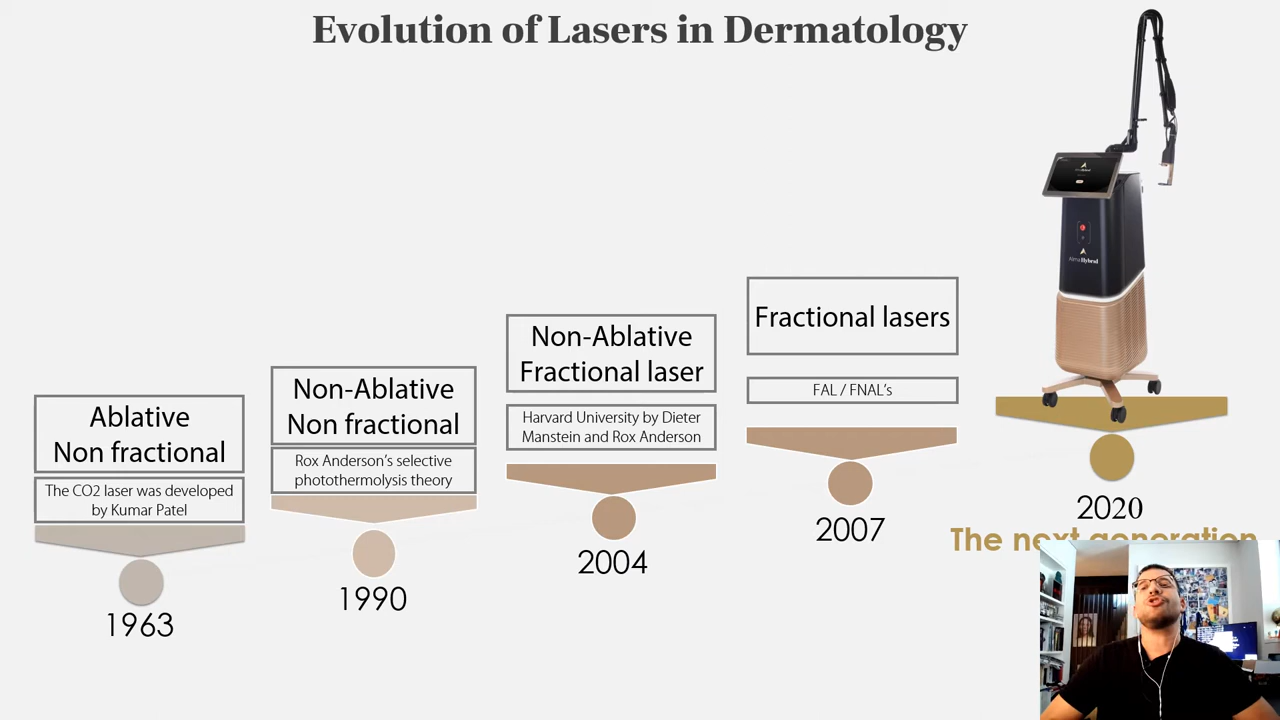 Evolution of Lasers in Dermatology
Ablative
Non fractional
The CO2 laser was developed
by Kumar Patel
1963
Non-Ablative
Non fractional
Rox Anderson's selective
photothermolysis theory
1990
Non-Ablative
Fractional laser
Harvard University by Dieter
Manstein and Rox Anderson
2004
Fractional lasers
FAL / FNAL's
2007
Alma Hybrid
2020
The next generation